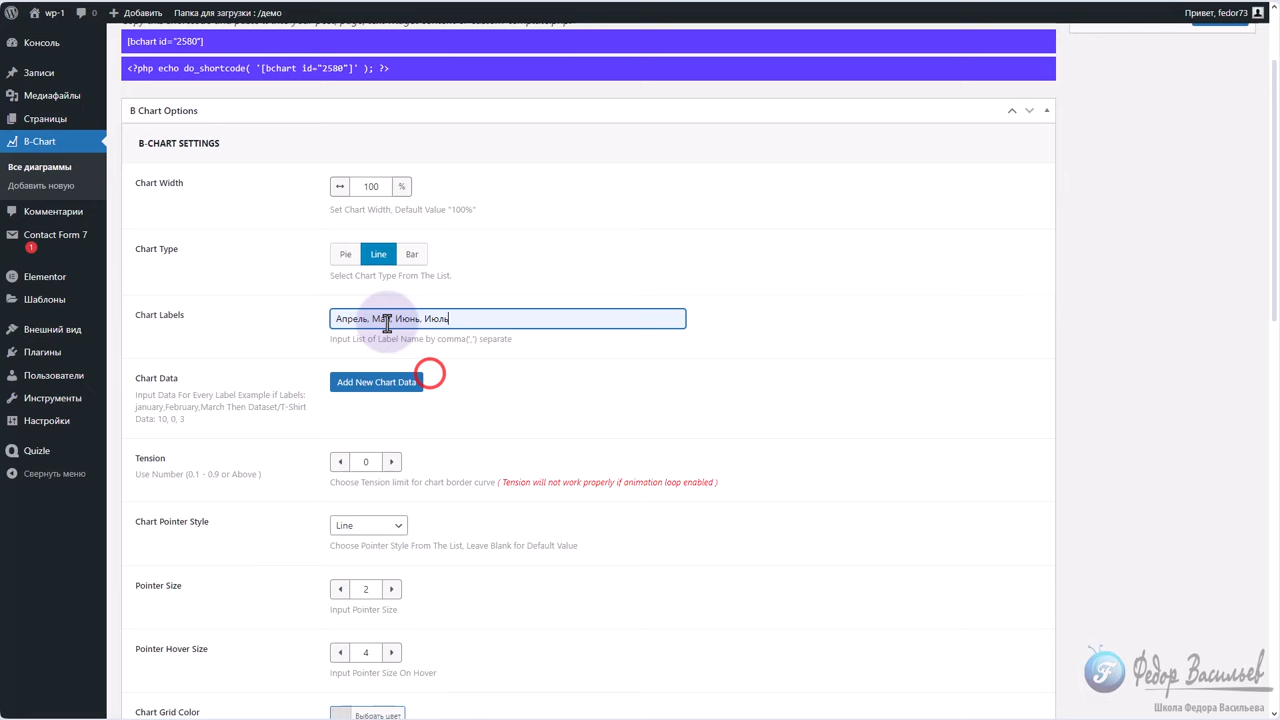 wp-1
0
Добавить
Папка для загрузки : /демо
Привет, fedor73
Консоль
Записи
Медиафайлы
Страницы
B-Chart
Все диаграммы
Добавить новую
Комментарии
Contact Form 7
1
Elementor
Шаблоны
Внешний вид
Плагины
Пользователи
Инструменты
Настройки
Quizle
Свернуть меню
[bchart id="2580"]
<?php echo do_shortcode( '[bchart id="2580"]' ); ?>
B Chart Options
B-CHART SETTINGS
Chart Width
100
%
Set Chart Width, Default Value "100%"
Chart Type
Pie
Line
Bar
Select Chart Type From The List.
Chart Labels
Апрель, Май, Июнь, Июль
Input List of Label Name by comma(',') separate
Chart Data
Input Data For Every Label Example if Labels:
january,February,March Then Dataset/T-Shirt
Data: 10, 0, 3
Add New Chart Data
Tension
Use Number (0.1 - 0.9 or Above )
0
Choose Tension limit for chart border curve ( Tension will not work properly if animation loop enabled )
Chart Pointer Style
Line
Choose Pointer Style From The List, Leave Blank for Default Value
Pointer Size
2
Input Pointer Size
Pointer Hover Size
4
Input Pointer Size On Hover
Chart Grid Color
Выбрать цвет
Федор Васильев
Школа Федора Васильева